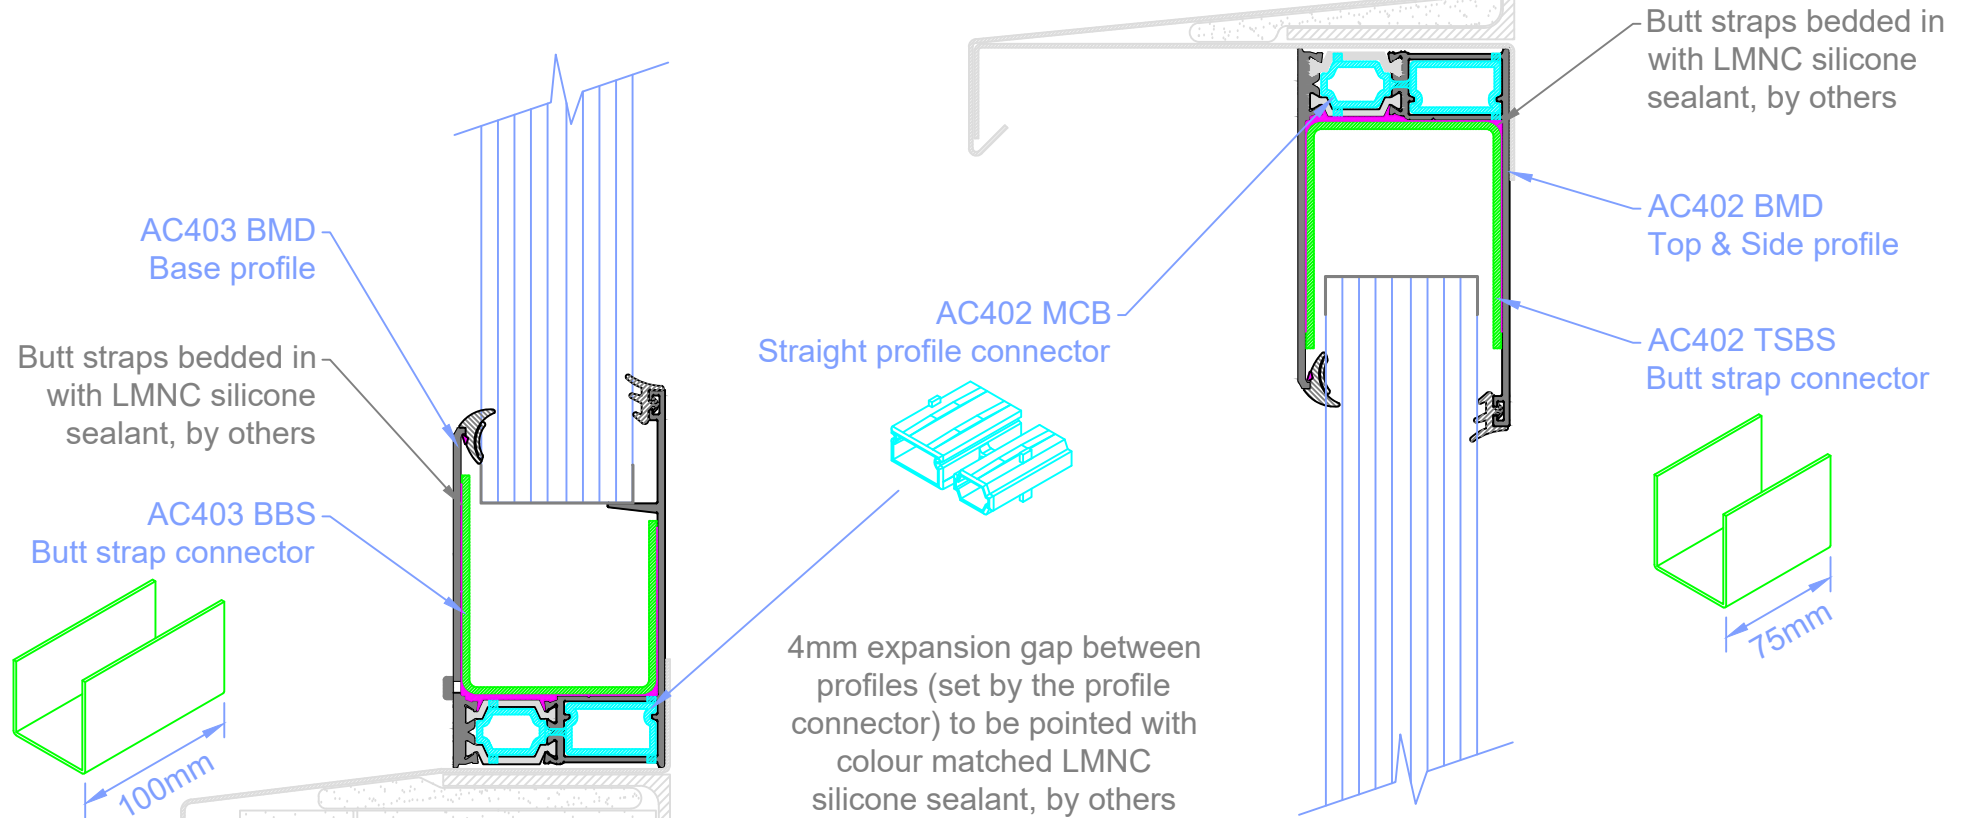 AC403 BMD
Base profile
Butt straps bedded in
with LMNC silicone
sealant, by others
AC403 BBS
Butt strap connector
100mm
AC402 MCB
Straight profile connector
4mm expansion gap between
profiles (set by the profile
connector) to be pointed with
colour matched LMNC
silicone sealant, by others
Butt straps bedded in
with LMNC silicone
sealant, by others
AC402 BMD
Top & Side profile
AC402 TSBS
Butt strap connector
75mm